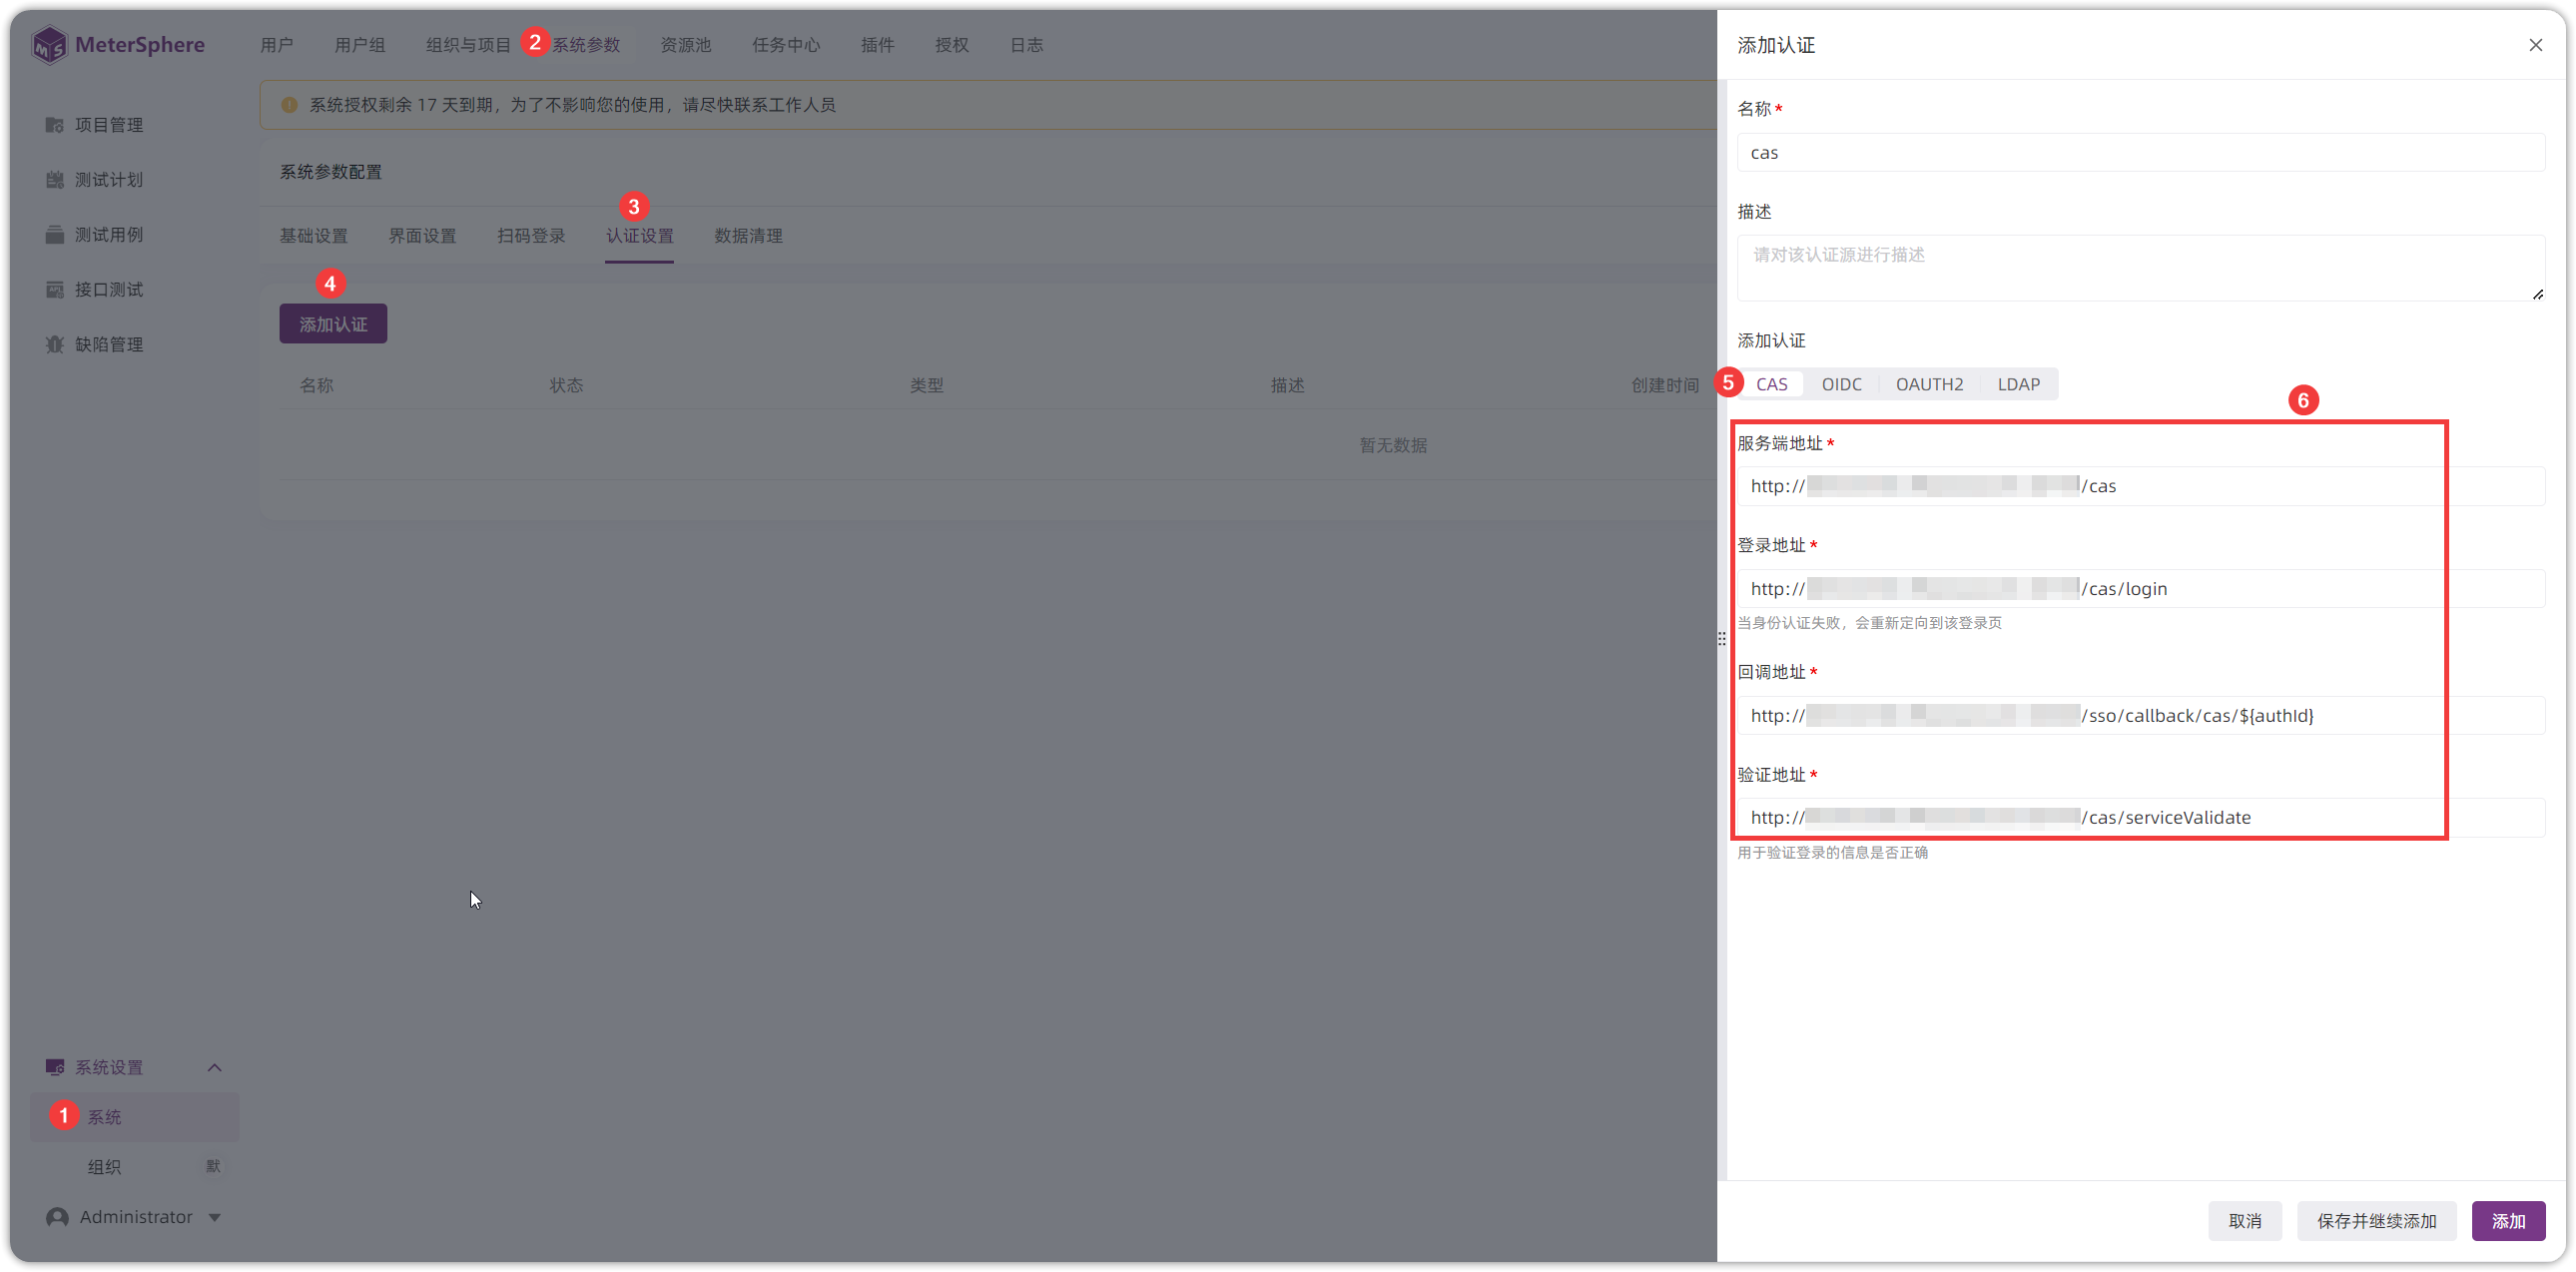 MeterSphere
用户
用户组
组织与项目
2
系统参数
资源池
任务中心
插件
授权
日志
项目管理
测试计划
测试用例
接口测试
缺陷管理
系统授权剩余 17 天到期，为了不影响您的使用，请尽快联系工作人员
系统参数配置
3
基础设置
界面设置
扫码登录
认证设置
数据清理
4
添加认证
名称
状态
类型
描述
创建时间
暂无数据
系统设置
1
系统
组织
默
Administrator
添加认证
名称*
cas
描述
请对该认证源进行描述
添加认证
5
CAS
OIDC
OAUTH2
LDAP
6
服务端地址*
http:// /cas
登录地址*
http:// /cas/login
当身份认证失败，会重新定向到该登录页
回调地址*
http:// /sso/callback/cas/${authId}
验证地址*
http:// /cas/serviceValidate
用于验证登录的信息是否正确
取消
保存并继续添加
添加